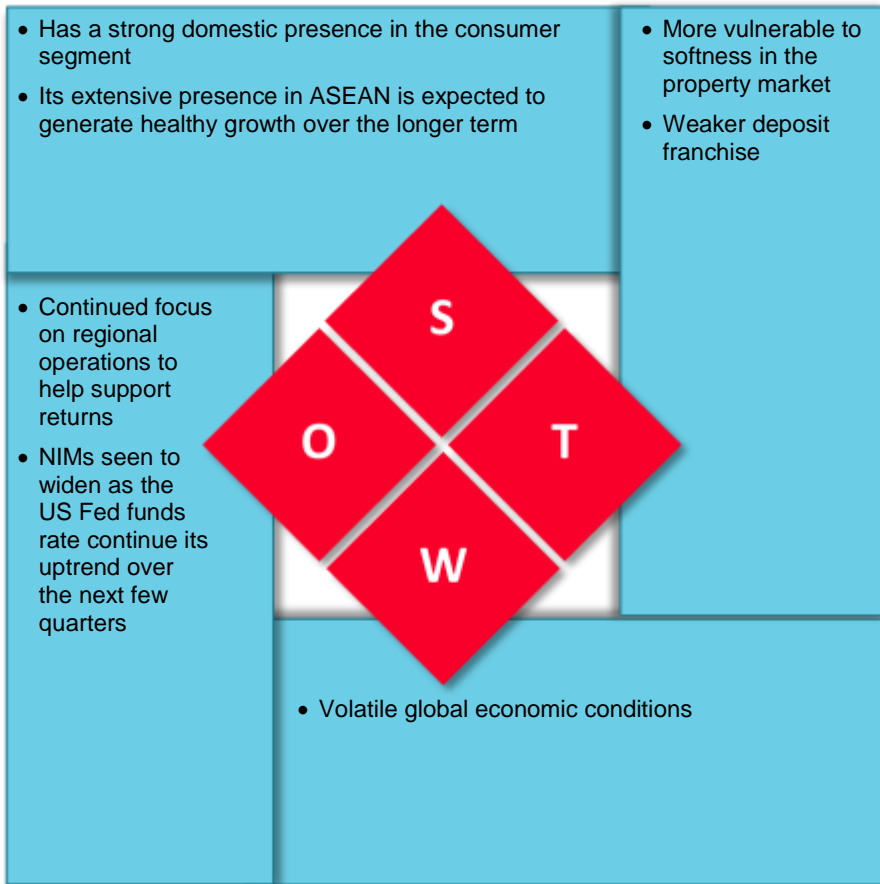 • Has a strong domestic presence in the consumer
segment
• Its extensive presence in ASEAN is expected to
generate healthy growth over the longer term
• More vulnerable to
softness in the
property market
• Weaker deposit
franchise
• Continued focus
on regional
operations to
help support
returns
• NIMs seen to
widen as the
US Fed funds
rate continue its
uptrend over
the next few
quarters
S
O
T
W
• Volatile global economic conditions